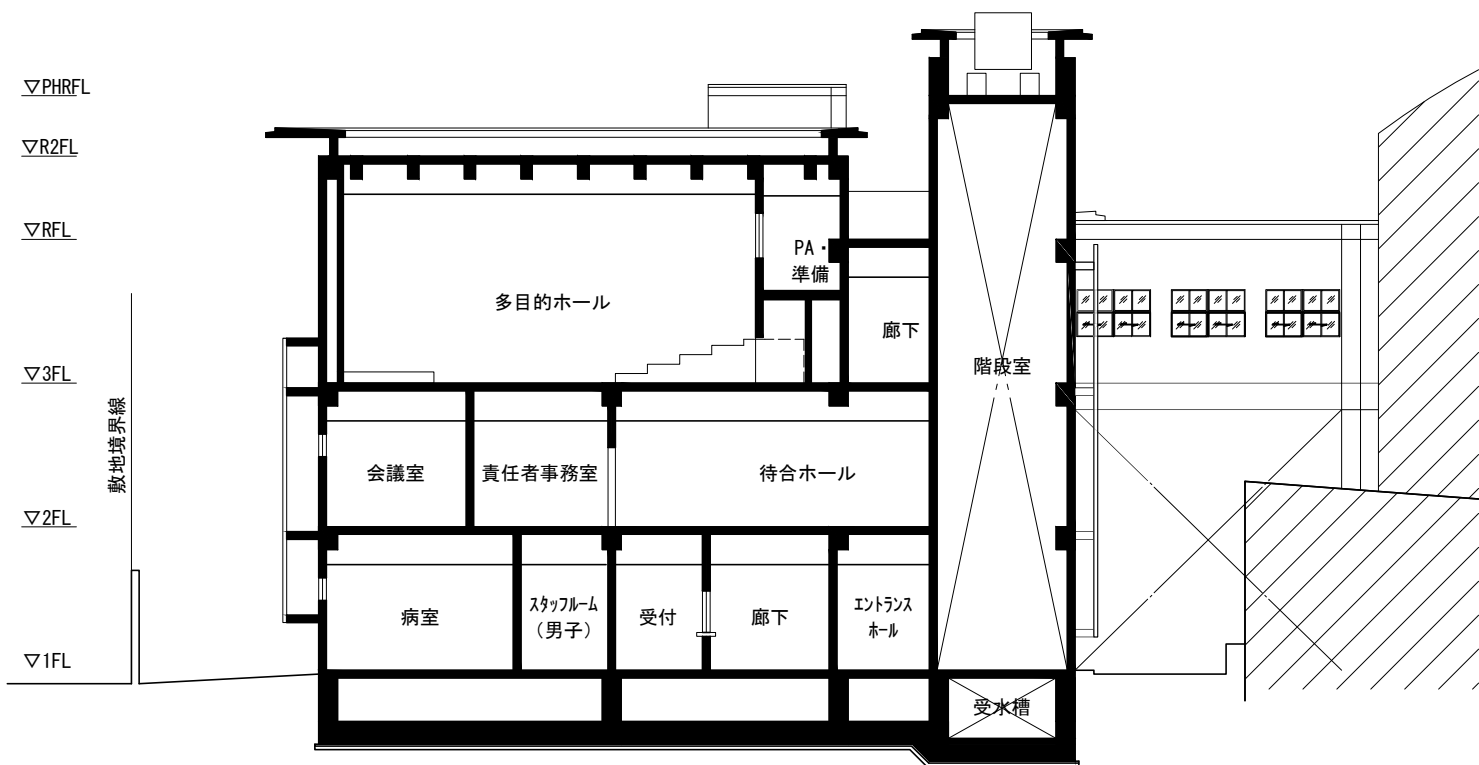 ▽PHRFL
▽R2FL
▽RFL
PA・
準備
多目的ホール
廊下
階段室
▽3FL
敷地境界線
会議室
責任者事務室
待合ホール
▽2FL
病室
スタッフルーム
（男子）
受付
廊下
エントランス
ホール
▽1FL
受水槽